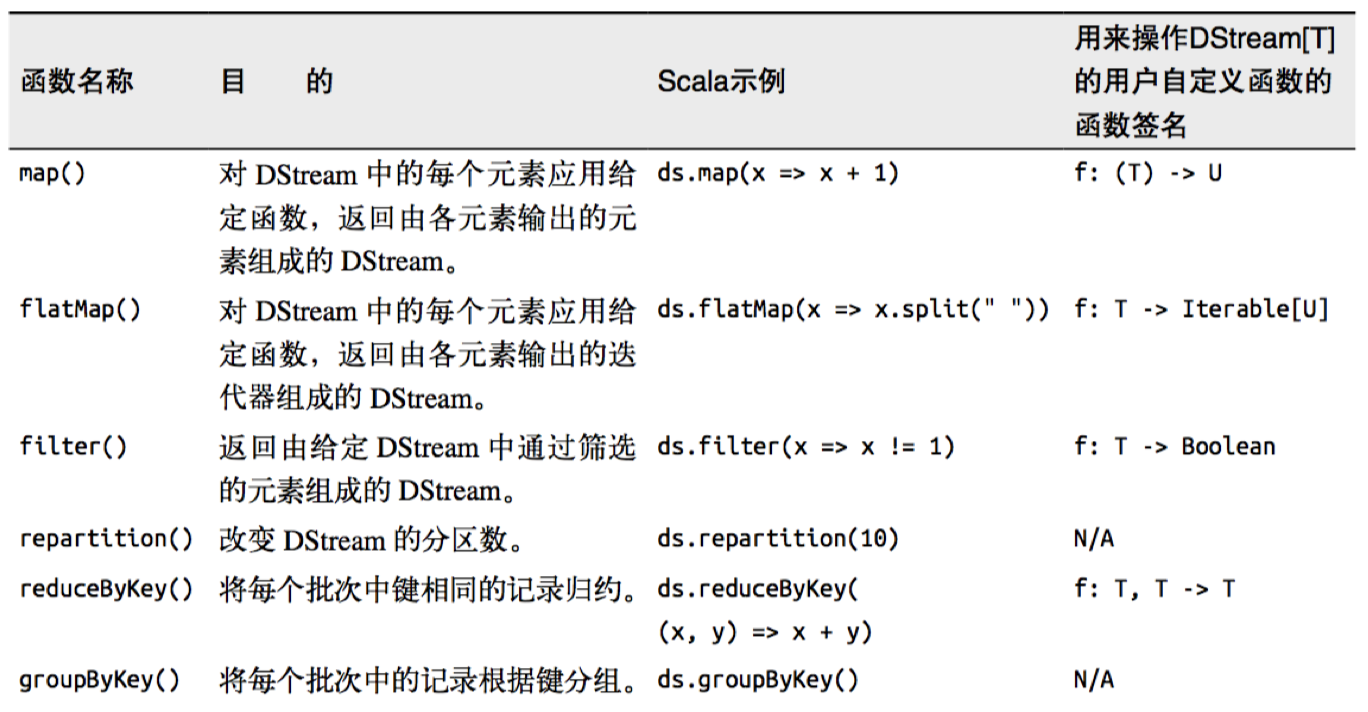 函数名称 目 的 Scala示例 用来操作DStream[T]
的用户自定义函数的
函数签名
map() 对 DStream 中的每个元素应用给 ds.map(x => x + 1) f: (T) -> U
定函数，返回由各元素输出的元
素组成的 DStream。
flatMap() 对 DStream 中的每个元素应用给 ds.flatMap(x => x.split(" ")) f: T -> Iterable[U]
定函数，返回由各元素输出的迭
代器组成的 DStream。
filter() 返回由给定 DStream 中通过筛选 ds.filter(x => x != 1) f: T -> Boolean
的元素组成的 DStream。
repartition() 改变 DStream 的分区数。 ds.repartition(10) N/A
reduceByKey() 将每个批次中键相同的记录归约。 ds.reduceByKey( f: T, T -> T
(x, y) => x + y)
groupByKey() 将每个批次中的记录根据键分组。 ds.groupByKey() N/A